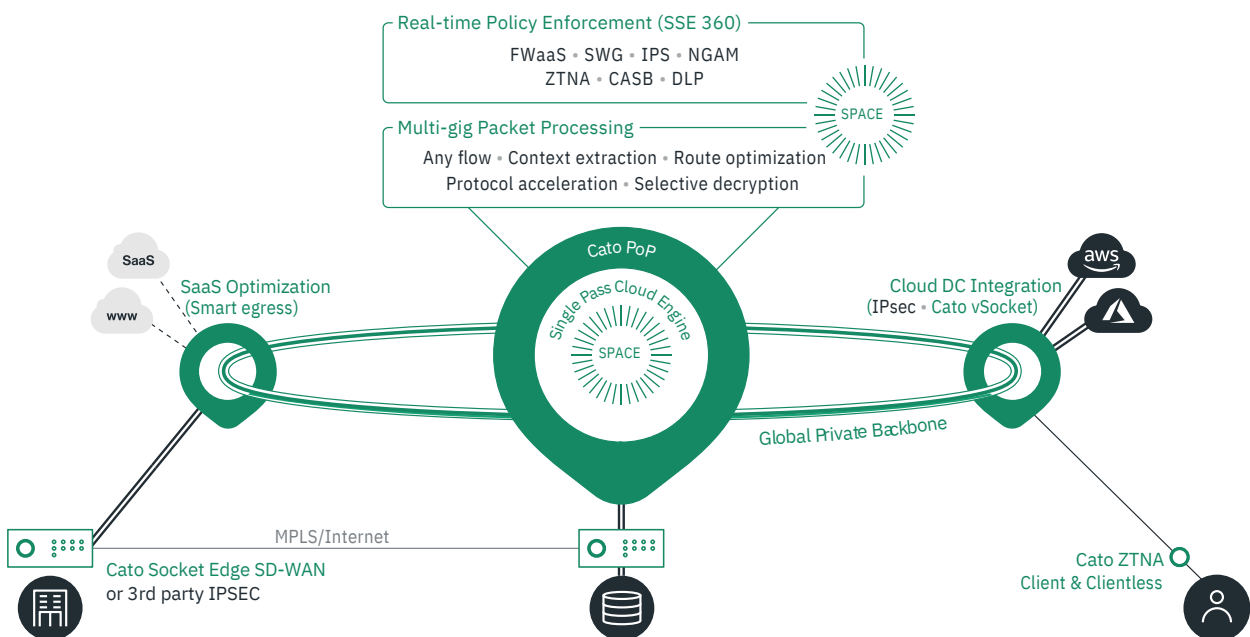 Real-time Policy Enforcement (SSE 360)
FWaaS • SWG • IPS • NGAM
ZTNA • CASB • DLP
SPACE
Multi-gig Packet Processing
Any flow • Context extraction • Route optimization
Protocol acceleration • Selective decryption
Cato PoP
Single Pass Cloud Engine
SPACE
SaaS
www
SaaS Optimization
(Smart egress)
aws
Cloud DC Integration
(IPsec • Cato vSocket)
Global Private Backbone
MPLS/Internet
Cato Socket Edge SD-WAN
or 3rd party IPSEC
Cato ZTNA
Client & Clientless